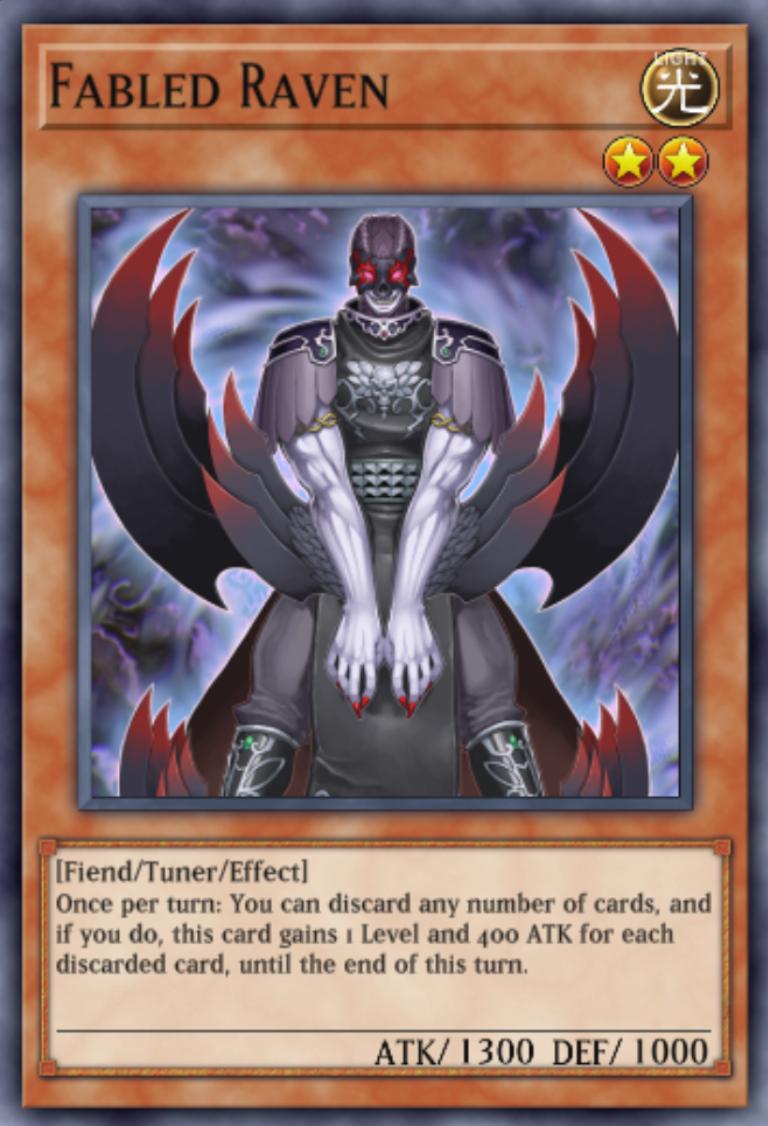 Fabled Raven
LIGHT
光
[Fiend/Tuner/Effect]
Once per turn: You can discard any number of cards, and
if you do, this card gains 1 Level and 400 ATK for each
discarded card, until the end of this turn.
ATK/ 1300 DEF/ 1000